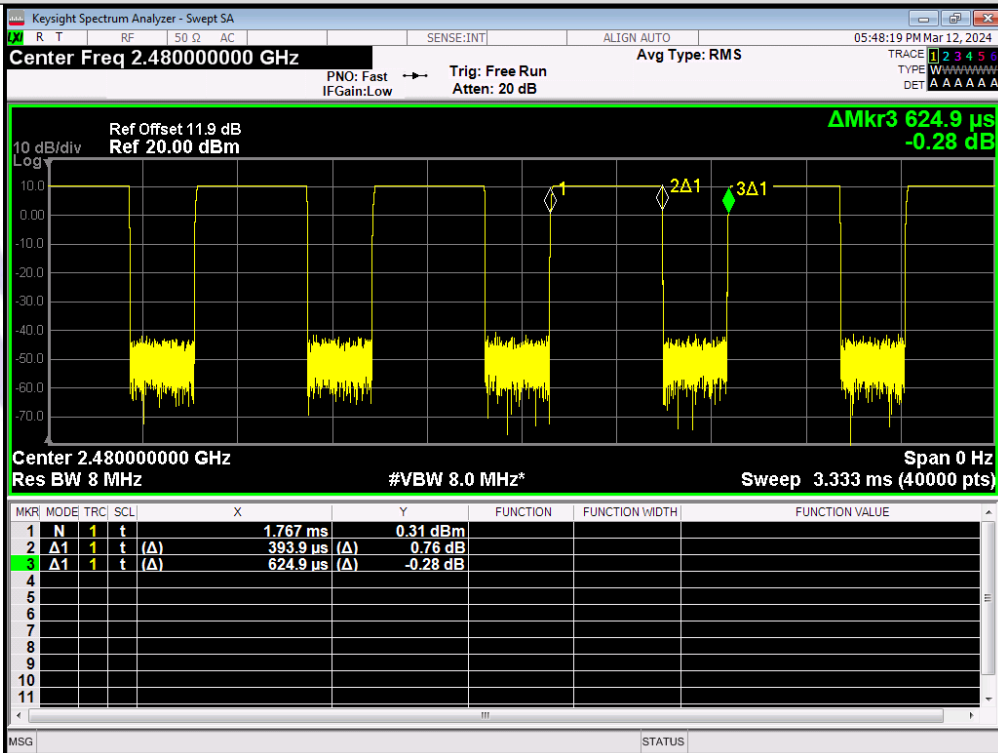 Keysight Spectrum Analyzer - Swept SA
LXI R T RF 50 Ω AC SENSE:INT ALIGN AUTO 05:48:19 PM Mar 12, 2024
Center Freq 2.480000000 GHz
Avg Type: RMS
TRACE 1 2 3 4 5 6
PNO: Fast Trig: Free Run
TYPE W W W W W W
IFGain:Low Atten: 20 dB
DET A A A A A A
ΔMkr3 624.9 µs
-0.28 dB
Ref Offset 11.9 dB
10 dB/div Ref 20.00 dBm
Log
10.0
1 2Δ1 3Δ1
0.00
-10.0
-20.0
-30.0
-40.0
-50.0
-60.0
-70.0
Center 2.480000000 GHz Span 0 Hz
Res BW 8 MHz #VBW 8.0 MHz* Sweep 3.333 ms (40000 pts)
MKR MODE TRC SCL X Y FUNCTION FUNCTION WIDTH FUNCTION VALUE
1 N 1 t 1.767 ms 0.31 dBm
2 Δ1 1 t (Δ) 393.9 µs (Δ) 0.76 dB
3 Δ1 1 t (Δ) 624.9 µs (Δ) -0.28 dB
4
5
6
7
8
9
10
11
MSG STATUS